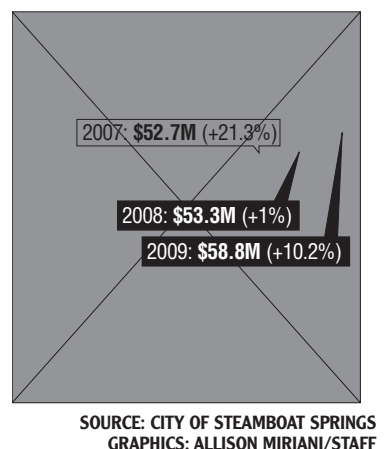 2007: $52.7M (+21.3%)
2008: $53.3M (+1%)
2009: $58.8M (+10.2%)
SOURCE: CITY OF STEAMBOAT SPRINGS
GRAPHICS: ALLISON MIRIANI/STAFF